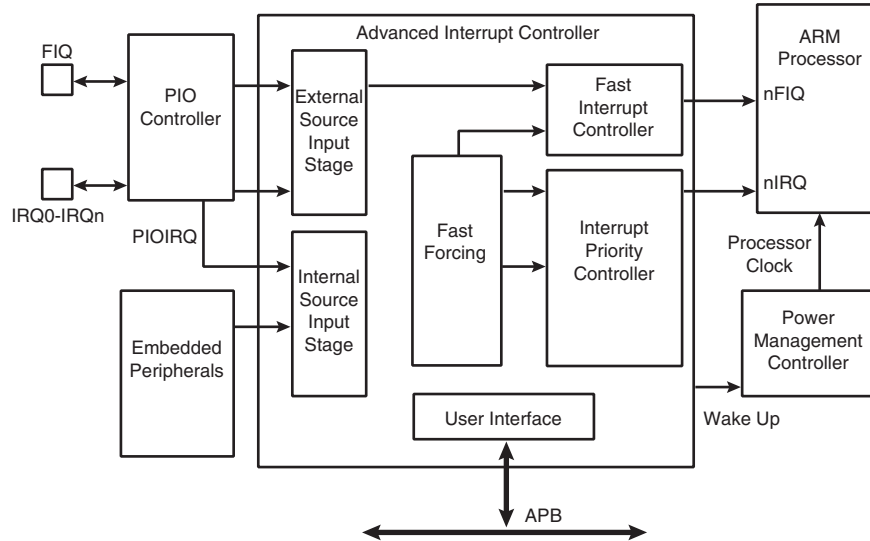 Advanced Interrupt Controller
FIQ
IRQ0-IRQn
PIO
Controller
PIOIRQ
Embedded
Peripherals
External
Source
Input
Stage
Internal
Source
Input
Stage
Fast
Forcing
Fast
Interrupt
Controller
Interrupt
Priority
Controller
User Interface
APB
ARM
Processor
nFIQ
nIRQ
Processor
Clock
Power
Management
Controller
Wake Up